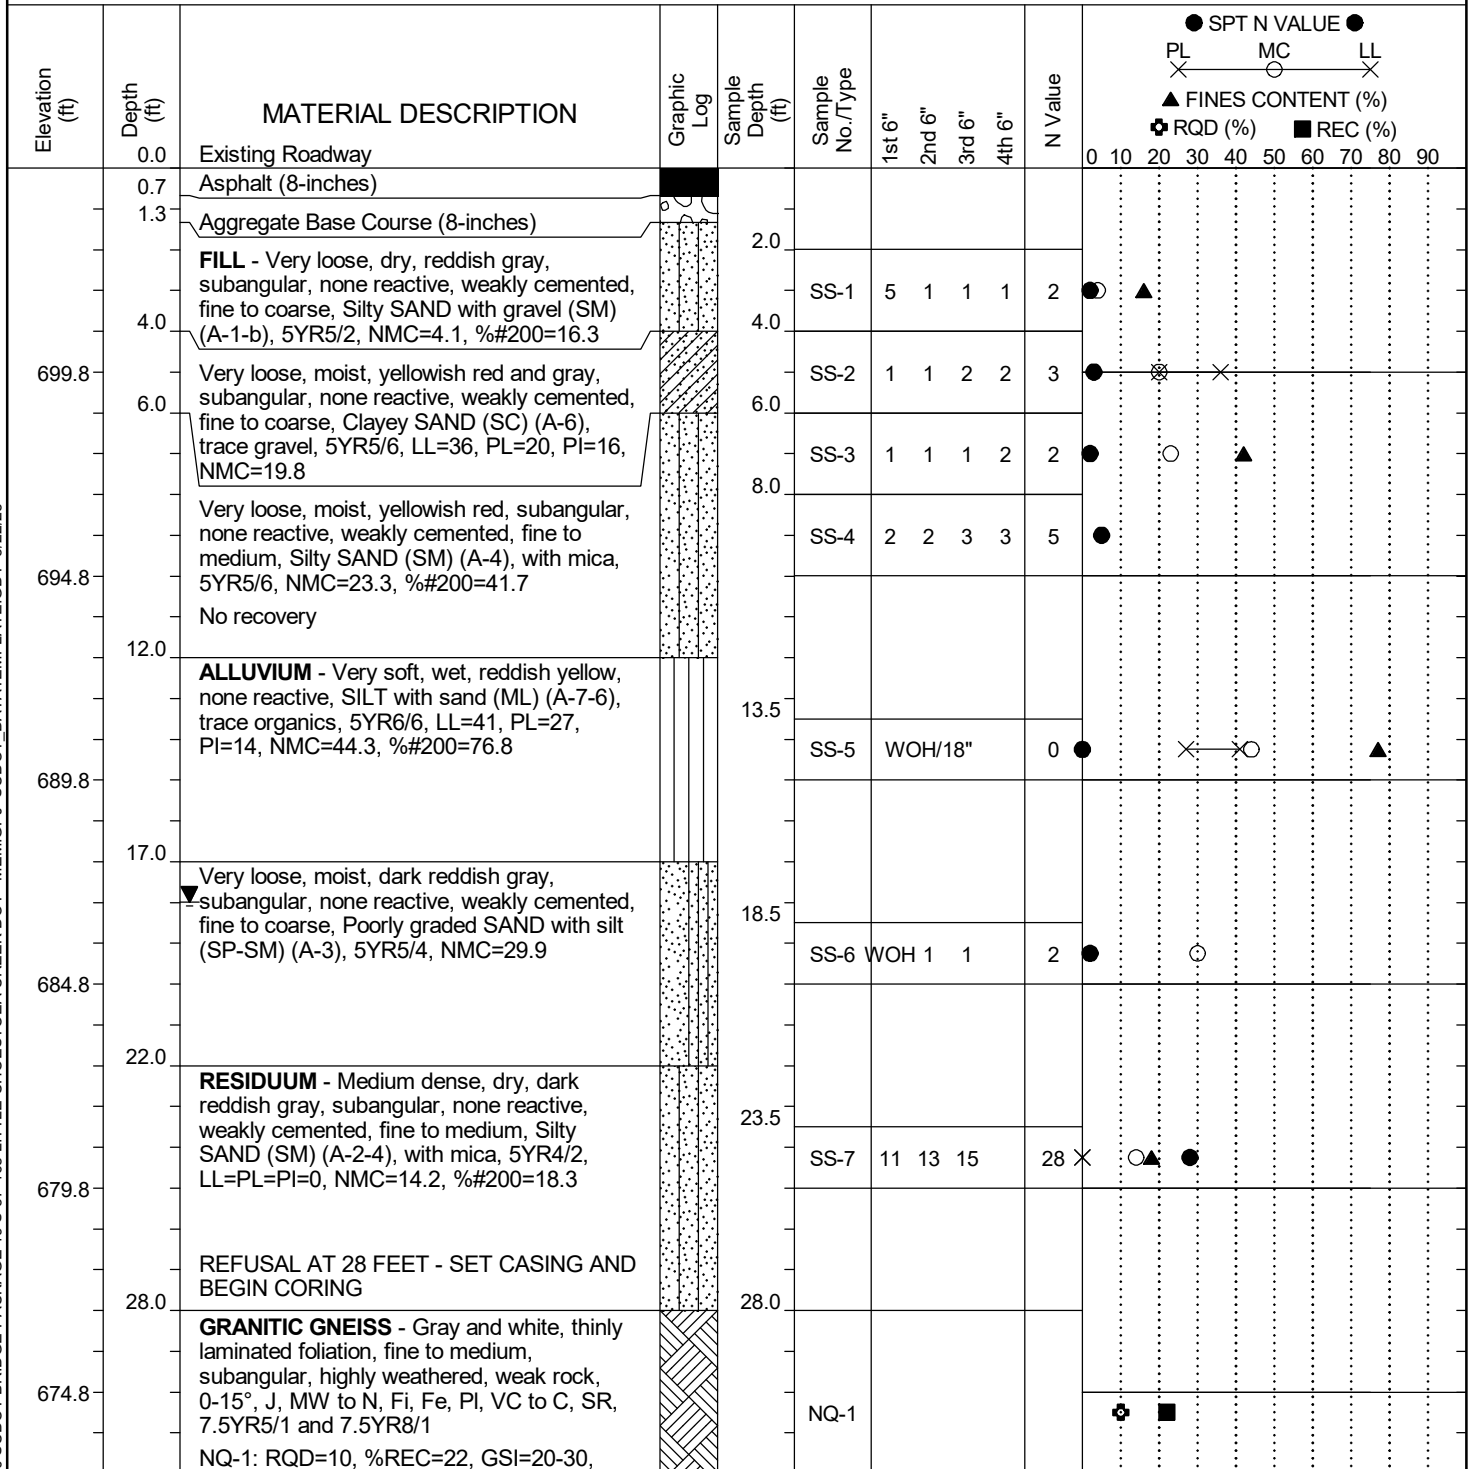 ● SPT N VALUE ●
PL MC LL
▲ FINES CONTENT (%)
RQD (%) ■ REC (%)
0 10 20 30 40 50 60 70 80 90
Elevation (ft)
Depth (ft)
MATERIAL DESCRIPTION
Graphic Log
Sample Depth (ft)
Sample No./Type
1st 6"
2nd 6"
3rd 6"
4th 6"
N Value
0.0 Existing Roadway
0.7 Asphalt (8-inches)
1.3 Aggregate Base Course (8-inches)
2.0
FILL - Very loose, dry, reddish gray,
subangular, none reactive, weakly cemented,
fine to coarse, Silty SAND with gravel (SM)
(A-1-b), 5YR5/2, NMC=4.1, %#200=16.3
SS-1 5 1 1 1 2
4.0 4.0
699.8
Very loose, moist, yellowish red and gray,
subangular, none reactive, weakly cemented,
fine to coarse, Clayey SAND (SC) (A-6),
trace gravel, 5YR5/6, LL=36, PL=20, PI=16,
NMC=19.8
SS-2 1 1 2 2 3
6.0 6.0
SS-3 1 1 1 2 2
8.0
Very loose, moist, yellowish red, subangular,
none reactive, weakly cemented, fine to
medium, Silty SAND (SM) (A-4), with mica,
5YR5/6, NMC=23.3, %#200=41.7
SS-4 2 2 3 3 5
694.8
No recovery
12.0
ALLUVIUM - Very soft, wet, reddish yellow,
none reactive, SILT with sand (ML) (A-7-6),
trace organics, 5YR6/6, LL=41, PL=27,
PI=14, NMC=44.3, %#200=76.8
13.5
SS-5 WOH/18" 0
689.8
17.0
Very loose, moist, dark reddish gray,
subangular, none reactive, weakly cemented,
fine to coarse, Poorly graded SAND with silt
(SP-SM) (A-3), 5YR5/4, NMC=29.9
18.5
SS-6 WOH 1 1 2
684.8
22.0
RESIDUUM - Medium dense, dry, dark
reddish gray, subangular, none reactive,
weakly cemented, fine to medium, Silty
SAND (SM) (A-2-4), with mica, 5YR4/2,
LL=PL=PI=0, NMC=14.2, %#200=18.3
23.5
SS-7 11 13 15 28
679.8
REFUSAL AT 28 FEET - SET CASING AND
BEGIN CORING
28.0 28.0
GRANITIC GNEISS - Gray and white, thinly
laminated foliation, fine to medium,
subangular, highly weathered, weak rock,
0-15°, J, MW to N, Fi, Fe, Pl, VC to C, SR,
7.5YR5/1 and 7.5YR8/1
674.8
NQ-1
NQ-1: RQD=10, %REC=22, GSI=20-30,